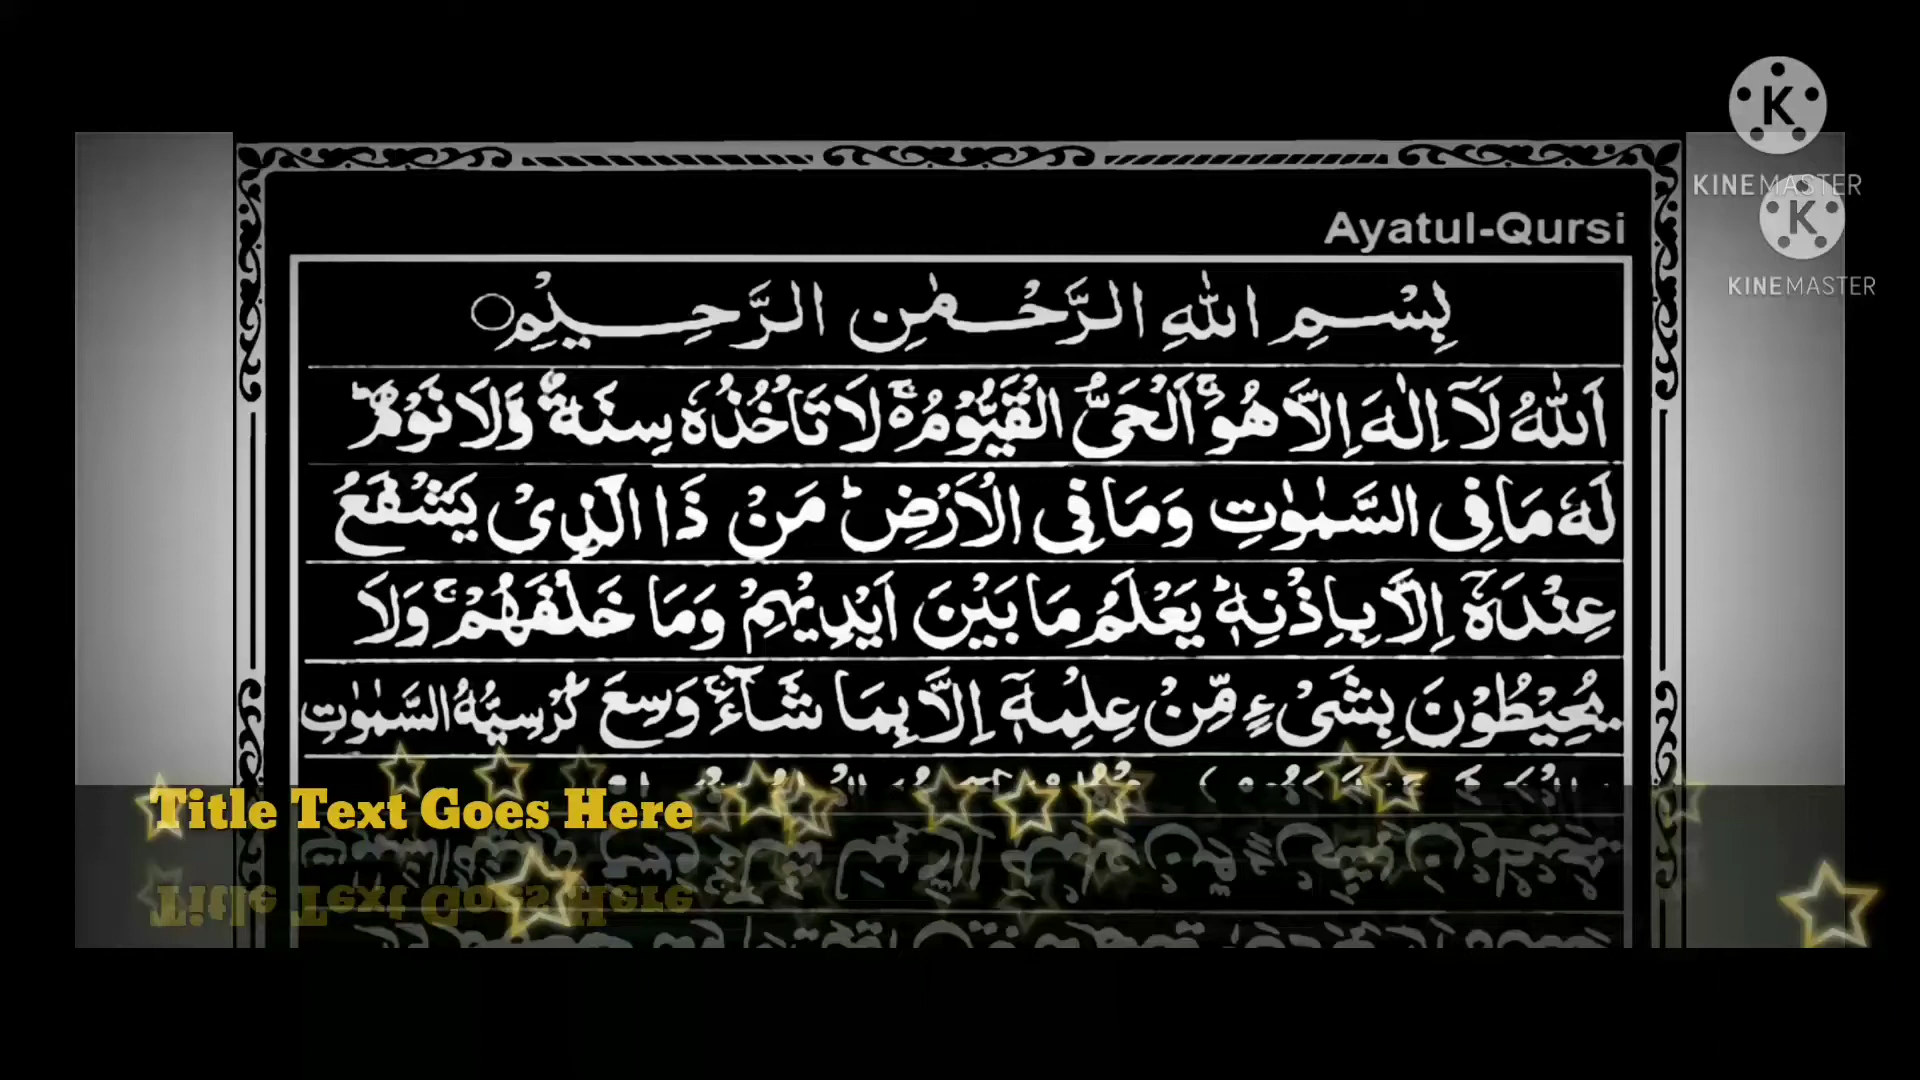 KINEMASTER
KINEMASTER
Ayatul-Qursi
بِسْمِ اللّٰهِ الرَّحْمٰنِ الرَّحِيْمِ
اَللّٰهُ لَآ اِلٰهَ اِلَّا هُوَۚ اَلْحَیُّ الْقَيُّوْمُ ۚ۬ لَا تَاْخُذُهٗ سِنَةٌ وَّلَا نَوْمٌ ؕ
لَهٗ مَا فِی السَّمٰوٰتِ وَمَا فِی الْاَرْضِ ؕ مَنْ ذَا الَّذِیْ يَشْفَعُ
عِنْدَهٗۤ اِلَّا بِاِذْنِهٖ ؕ يَعْلَمُ مَا بَيْنَ اَيْدِيْهِمْ وَمَا خَلْفَهُمْ ۚ وَلَا
يُحِيْطُوْنَ بِشَیْءٍ مِّنْ عِلْمِهٖۤ اِلَّا بِمَا شَآءَ ۚ وَسِعَ كُرْسِيُّهُ السَّمٰوٰتِ
Title Text Goes Here